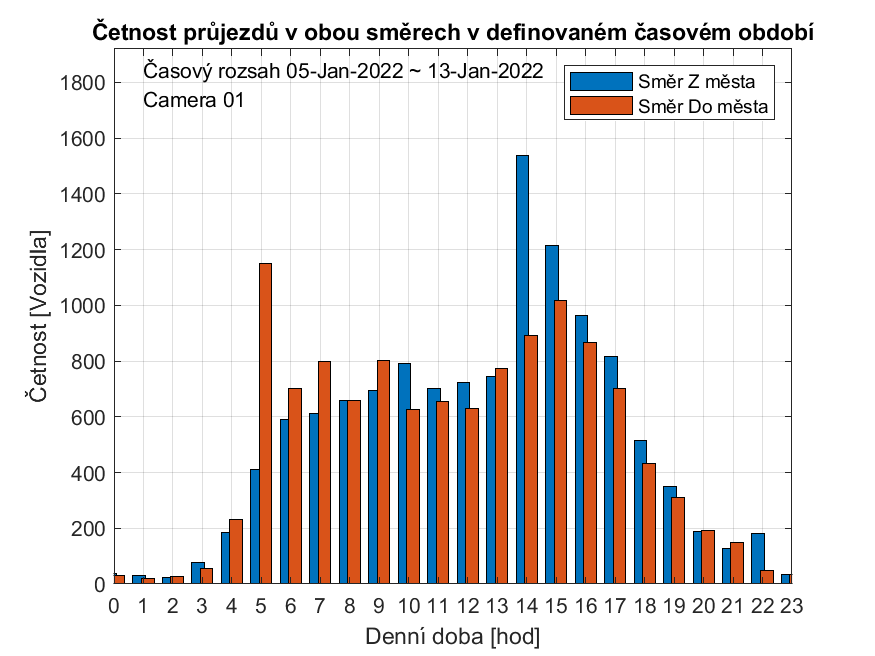 Četnost průjezdů v obou směrech v definovaném časovém období
Časový rozsah 05-Jan-2022 ~ 13-Jan-2022
Camera 01
Směr Z města
Směr Do města
Četnost [Vozidla]
1800
1600
1400
1200
1000
800
600
400
200
0
0 1 2 3 4 5 6 7 8 9 10 11 12 13 14 15 16 17 18 19 20 21 22 23
Denní doba [hod]